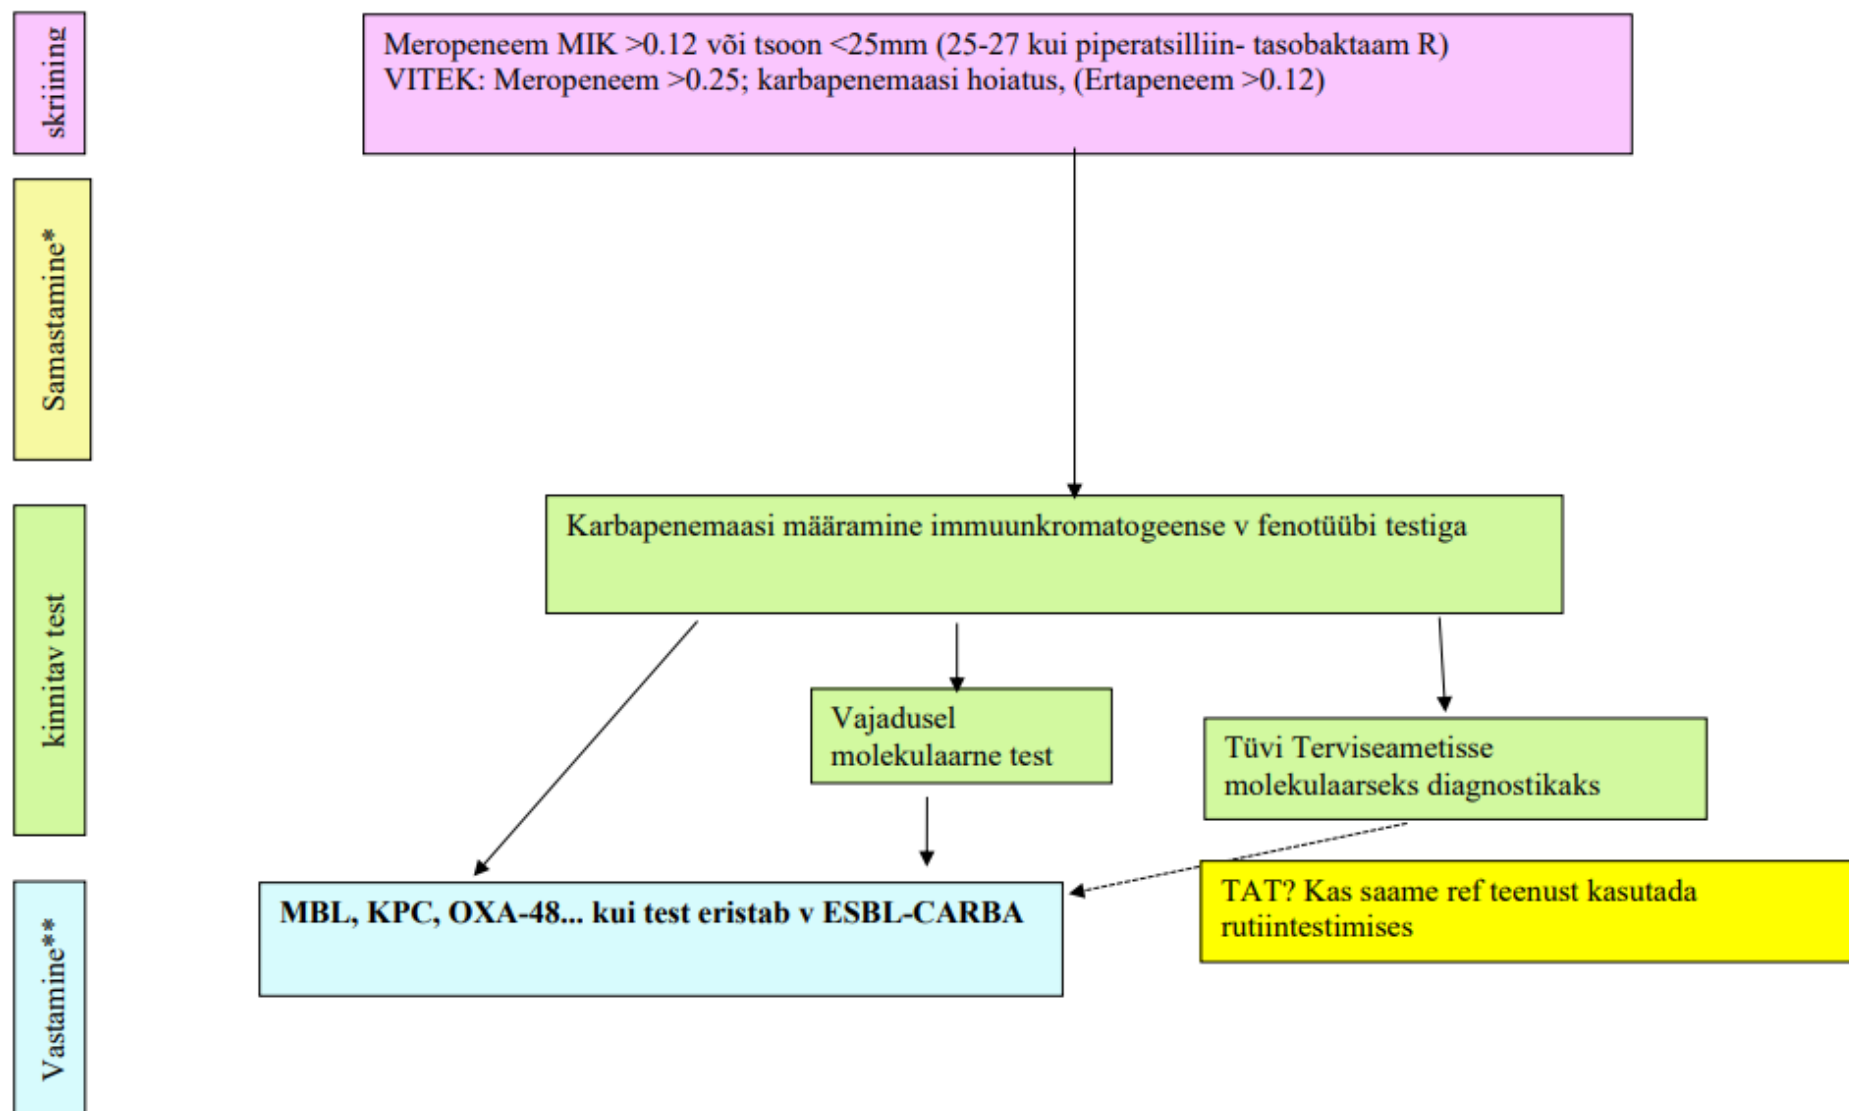 skriining
Meropeneem MIK >0.12 või tsoon <25mm (25-27 kui piperatsilliin- tasobaktaam R)
VITEK: Meropeneem >0.25; karbapenemaasi hoiatus, (Ertapeneem >0.12)
Samastamine*
kinnitav test
Karbapenemaasi määramine immuunkromatogeense v fenotüübi testiga
Vajadusel
molekulaarne test
Tüvi Terviseametisse
molekulaarseks diagnostikaks
Vastamine**
MBL, KPC, OXA-48... kui test eristab v ESBL-CARBA
TAT? Kas saame ref teenust kasutada
rutiintestimises